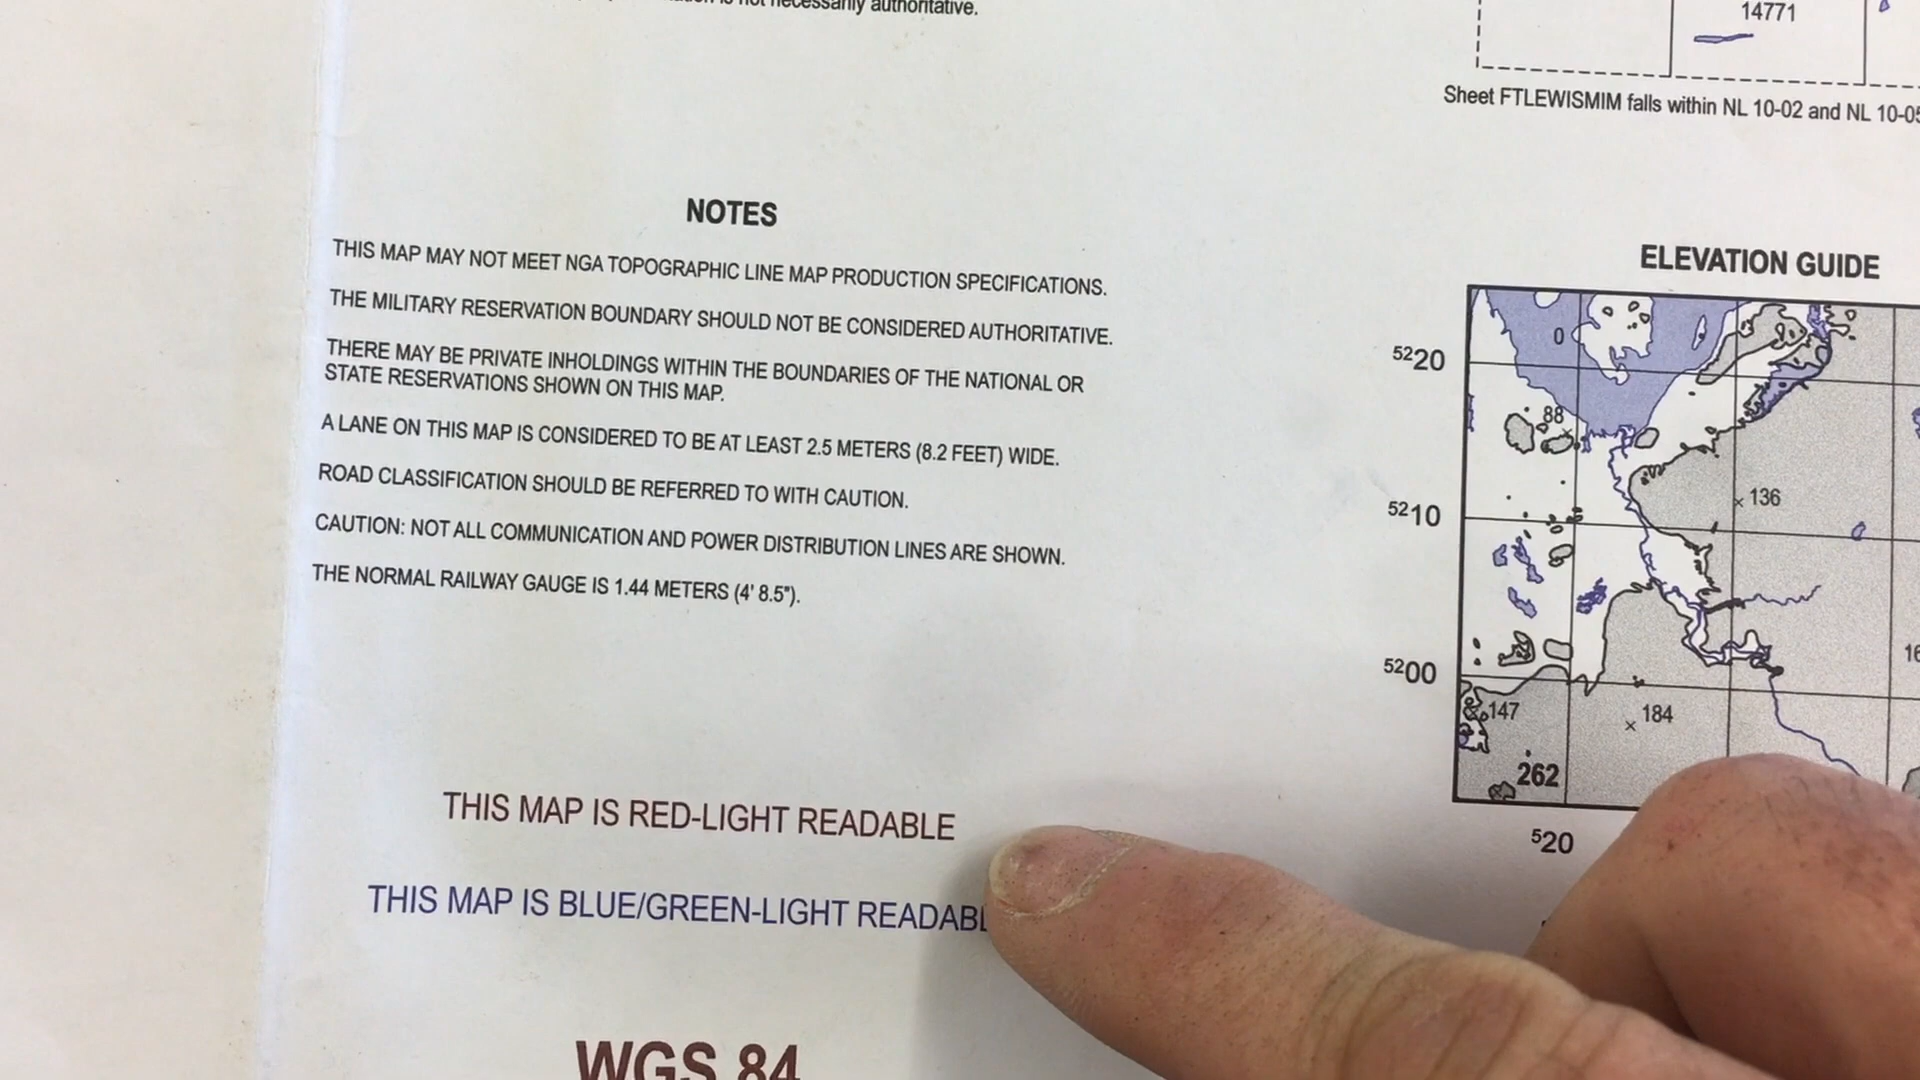 is not necessarily authoritative.
14771
Sheet FTLEWISMIM falls within NL 10-02 and NL 10-05
NOTES
THIS MAP MAY NOT MEET NGA TOPOGRAPHIC LINE MAP PRODUCTION SPECIFICATIONS.
THE MILITARY RESERVATION BOUNDARY SHOULD NOT BE CONSIDERED AUTHORITATIVE.
THERE MAY BE PRIVATE INHOLDINGS WITHIN THE BOUNDARIES OF THE NATIONAL OR
STATE RESERVATIONS SHOWN ON THIS MAP.
A LANE ON THIS MAP IS CONSIDERED TO BE AT LEAST 2.5 METERS (8.2 FEET) WIDE.
ROAD CLASSIFICATION SHOULD BE REFERRED TO WITH CAUTION.
CAUTION: NOT ALL COMMUNICATION AND POWER DISTRIBUTION LINES ARE SHOWN.
THE NORMAL RAILWAY GAUGE IS 1.44 METERS (4' 8.5").
THIS MAP IS RED-LIGHT READABLE
THIS MAP IS BLUE/GREEN-LIGHT READABL
WGS 84
ELEVATION GUIDE
5220
0
88
136
5210
5200
147
184
262
520